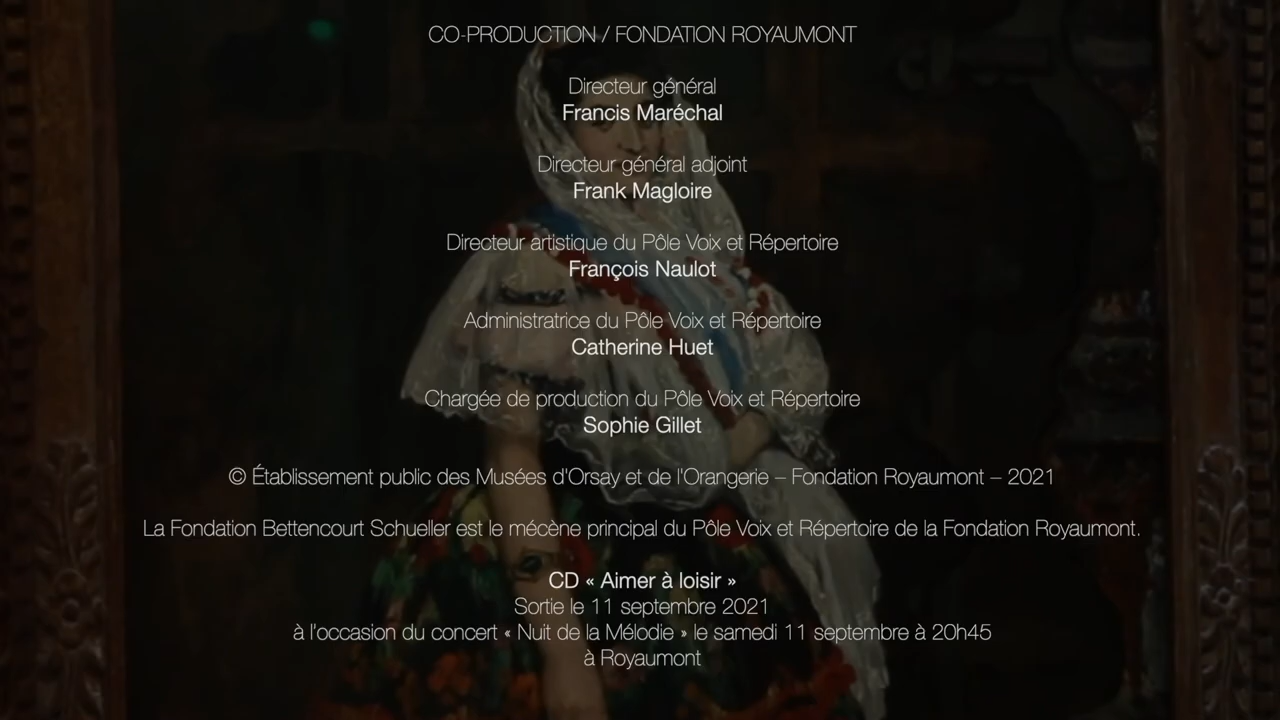 CO-PRODUCTION / FONDATION ROYAUMONT
Directeur général
Francis Maréchal
Directeur général adjoint
Frank Magloire
Directeur artistique du Pôle Voix et Répertoire
François Naulot
Administratrice du Pôle Voix et Répertoire
Catherine Huet
Chargée de production du Pôle Voix et Répertoire
Sophie Gillet
© Établissement public des Musées d'Orsay et de l'Orangerie – Fondation Royaumont – 2021
La Fondation Bettencourt Schueller est le mécène principal du Pôle Voix et Répertoire de la Fondation Royaumont.
CD « Aimer à loisir »
Sortie le 11 septembre 2021
à l'occasion du concert « Nuit de la Mélodie » le samedi 11 septembre à 20h45
à Royaumont